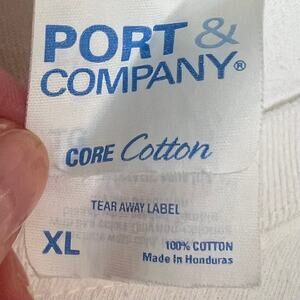 PORT &
COMPANY®
CORE Cotton
TEAR AWAY LABEL
XL
100% COTTON
Made In Honduras